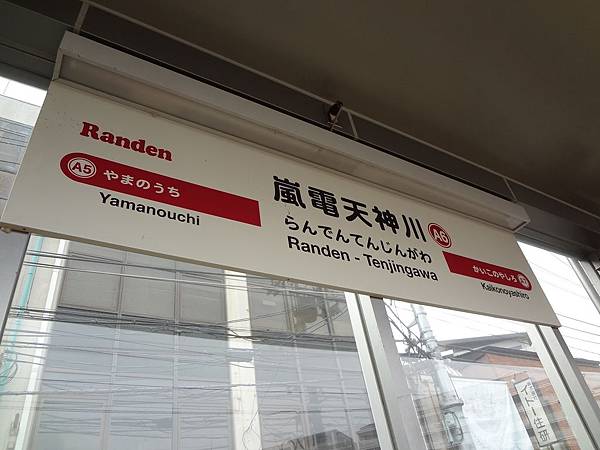 Randen
A5 やまのうち
Yamanouchi
嵐電天神川 A6
らんでんてんじんがわ
Randen - Tenjingawa
かいこのやしろ
Kaikonoyashiro